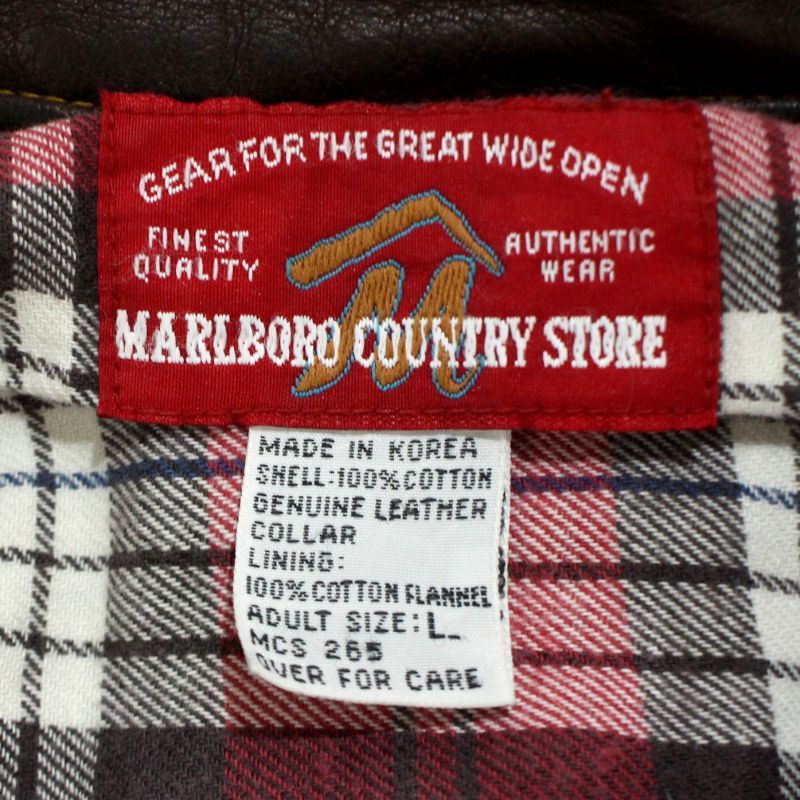 GEAR FOR THE GREAT WIDE OPEN
FINEST
QUALITY
AUTHENTIC
WEAR
M
MARLBORO COUNTRY STORE
MADE IN KOREA
SHELL:100%COTTON
GENUINE LEATHER
COLLAR
LINING:
100%COTTON FLANNEL
ADULT SIZE: L
MCS 265
OVER FOR CARE